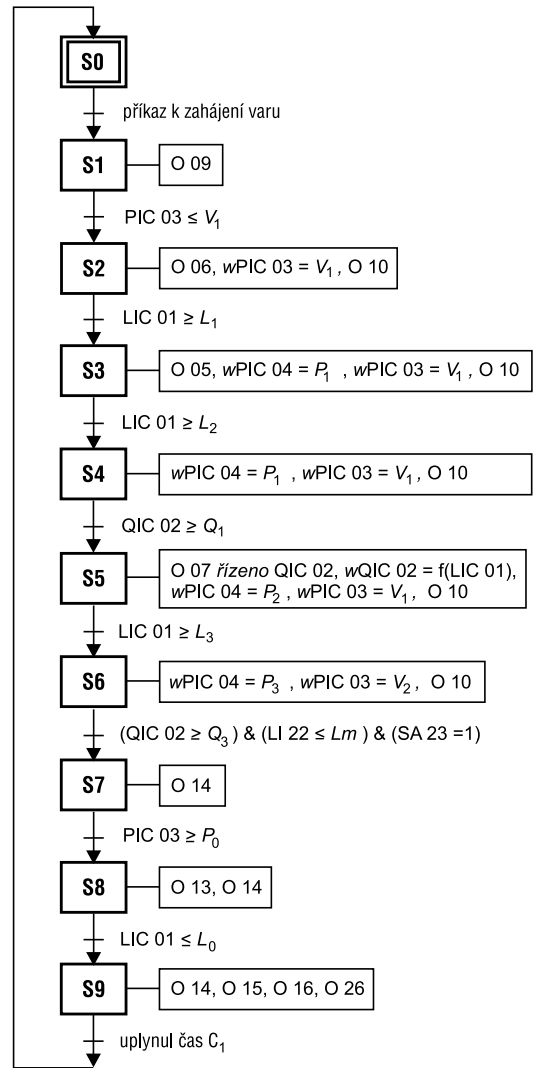 S0
příkaz k zahájení varu
S1
O 09
PIC 03 ≤ V₁
S2
O 06, wPIC 03 = V₁, O 10
LIC 01 ≥ L₁
S3
O 05, wPIC 04 = P₁ , wPIC 03 = V₁, O 10
LIC 01 ≥ L₂
S4
wPIC 04 = P₁ , wPIC 03 = V₁, O 10
QIC 02 ≥ Q₁
S5
O 07 řízeno QIC 02, wQIC 02 = f(LIC 01),
wPIC 04 = P₂ , wPIC 03 = V₁, O 10
LIC 01 ≥ L₃
S6
wPIC 04 = P₃ , wPIC 03 = V₂, O 10
(QIC 02 ≥ Q₃ ) & (LI 22 ≤ Lm ) & (SA 23 =1)
S7
O 14
PIC 03 ≥ P₀
S8
O 13, O 14
LIC 01 ≤ L₀
S9
O 14, O 15, O 16, O 26
uplynul čas C₁